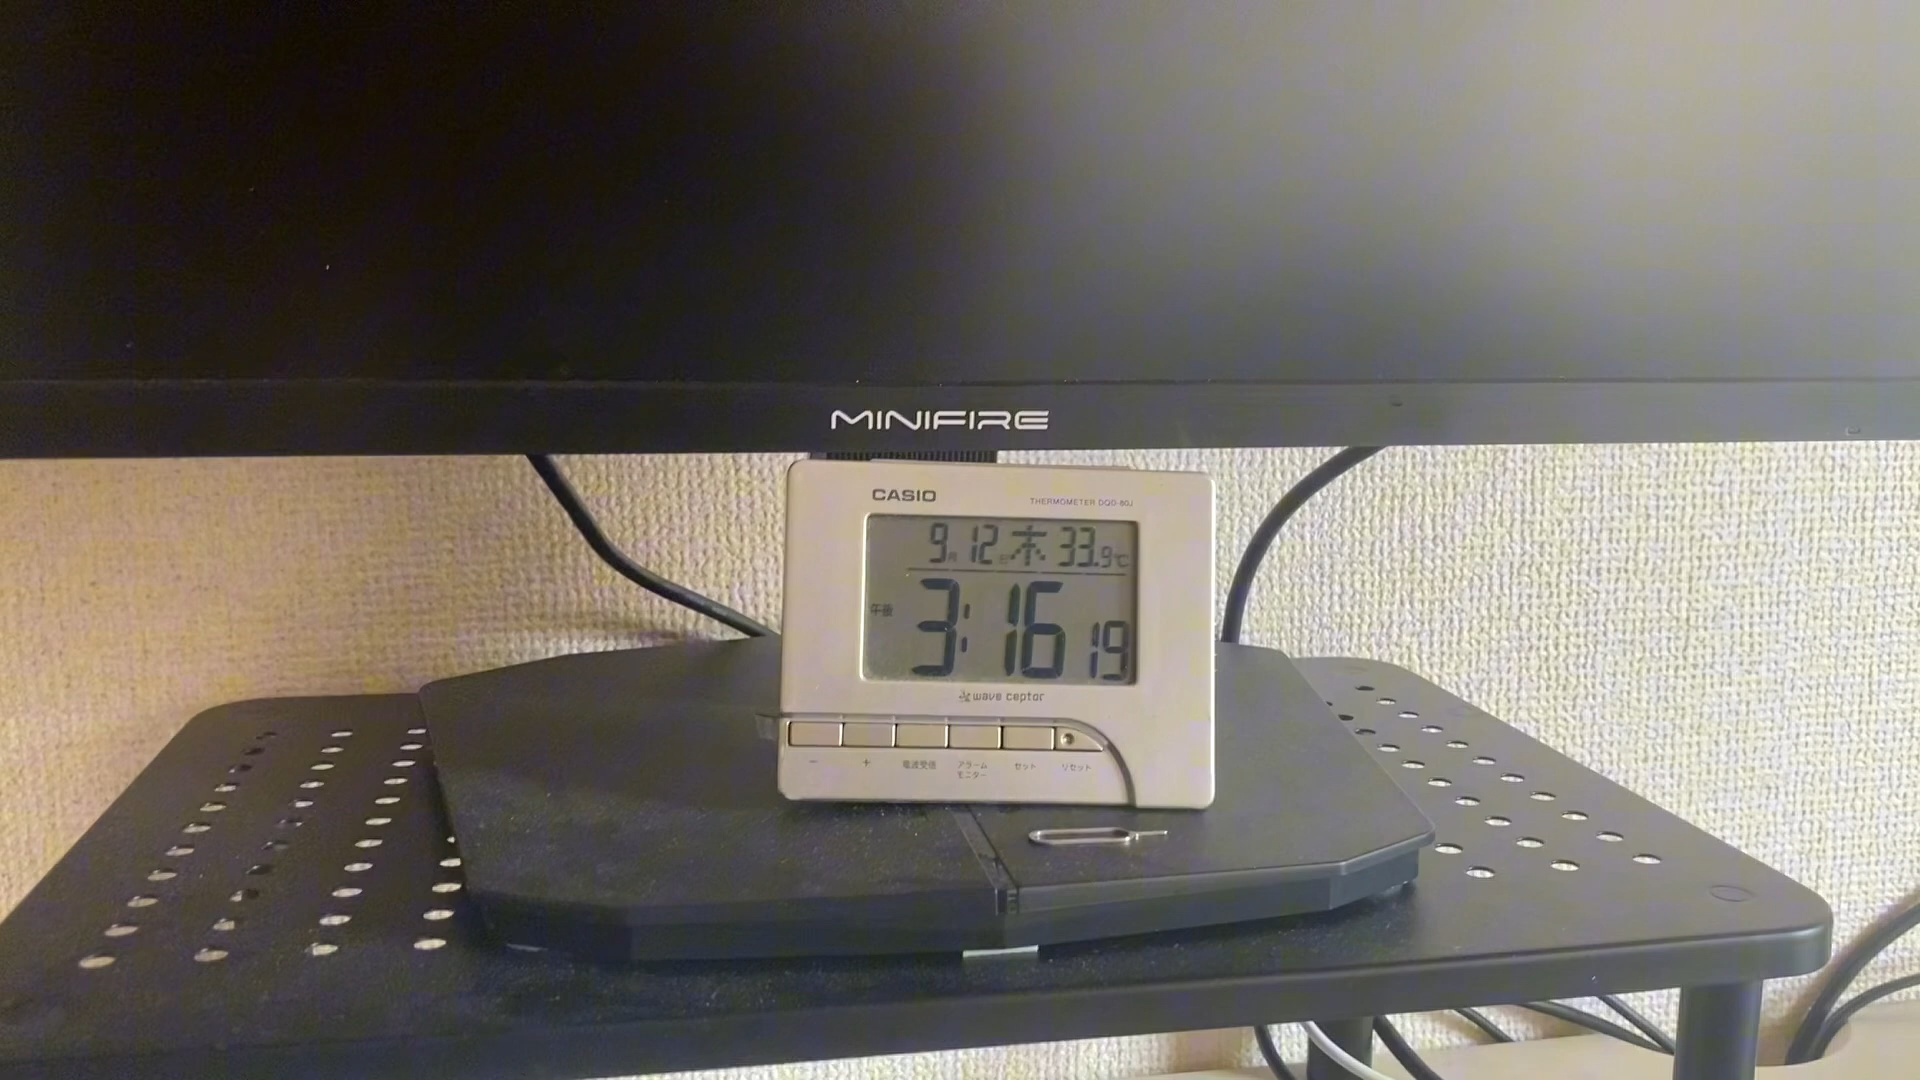 MINIFIRE
CASIO THERMOMETER DQD-80J
9月 12日 木 33.9℃
午後 3:16 19
wave ceptor
− + 電波受信 アラームモニター セット リセット